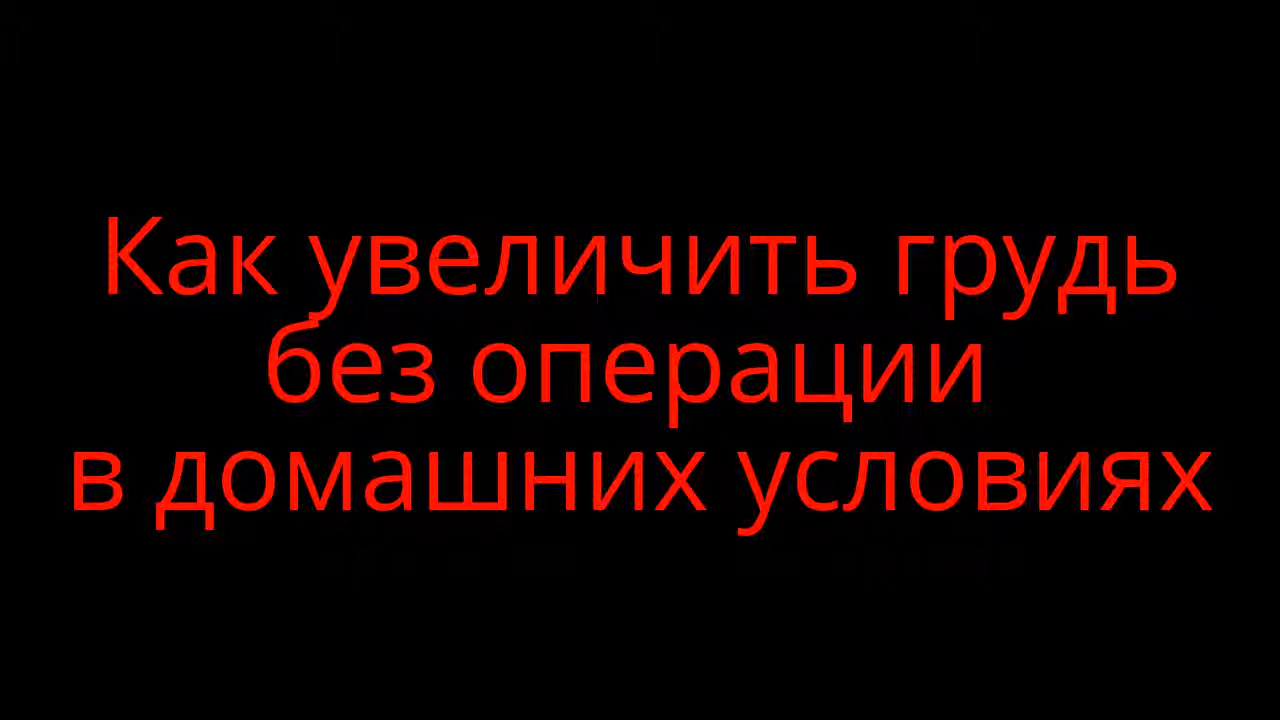 Как увеличить грудь
без операции
в домашних условиях